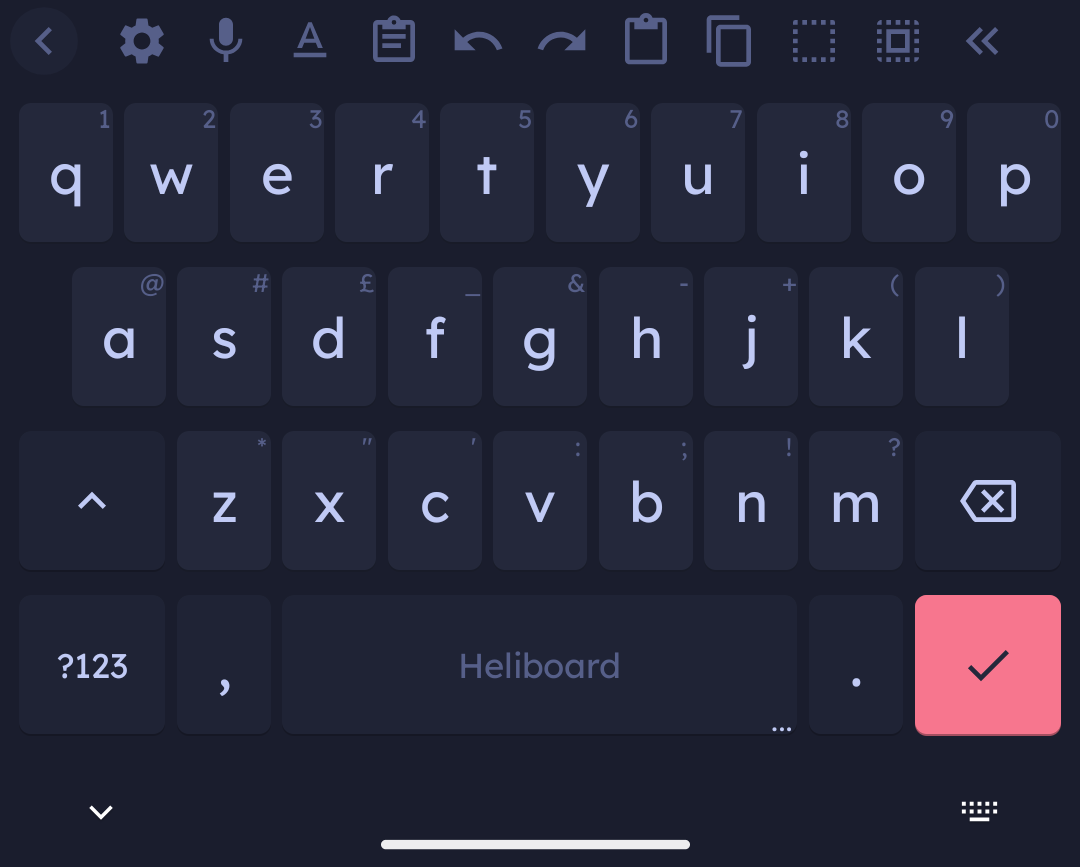 A
1 2 3 4 5 6 7 8 9 0
q w e r t y u i o p
@ # £ _ & - + ( )
a s d f g h j k l
* " ' : ; ! ?
z x c v b n m
?123 , Heliboard .
...